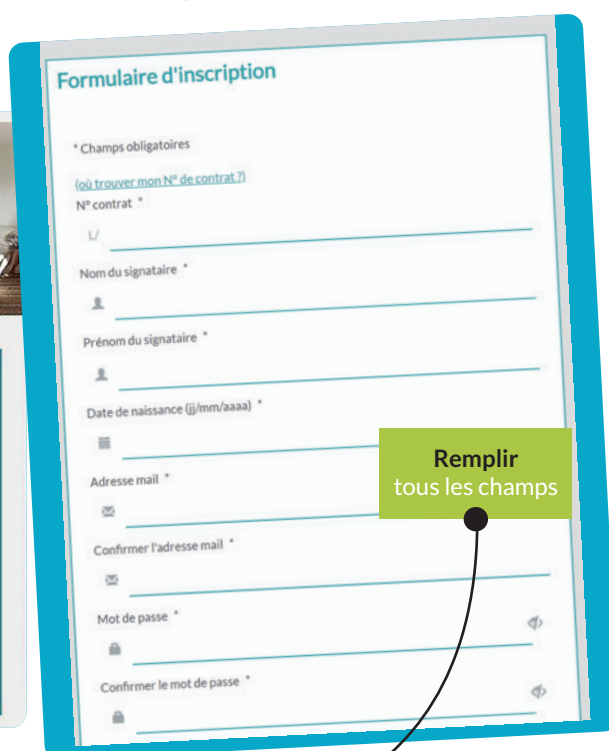 Formulaire d'inscription
* Champs obligatoires
(où trouver mon N° de contrat ?)
N° contrat *
L/
Nom du signataire *
Prénom du signataire *
Date de naissance (jj/mm/aaaa) *
Adresse mail *
Remplir
tous les champs
Confirmer l'adresse mail *
Mot de passe *
Confirmer le mot de passe *